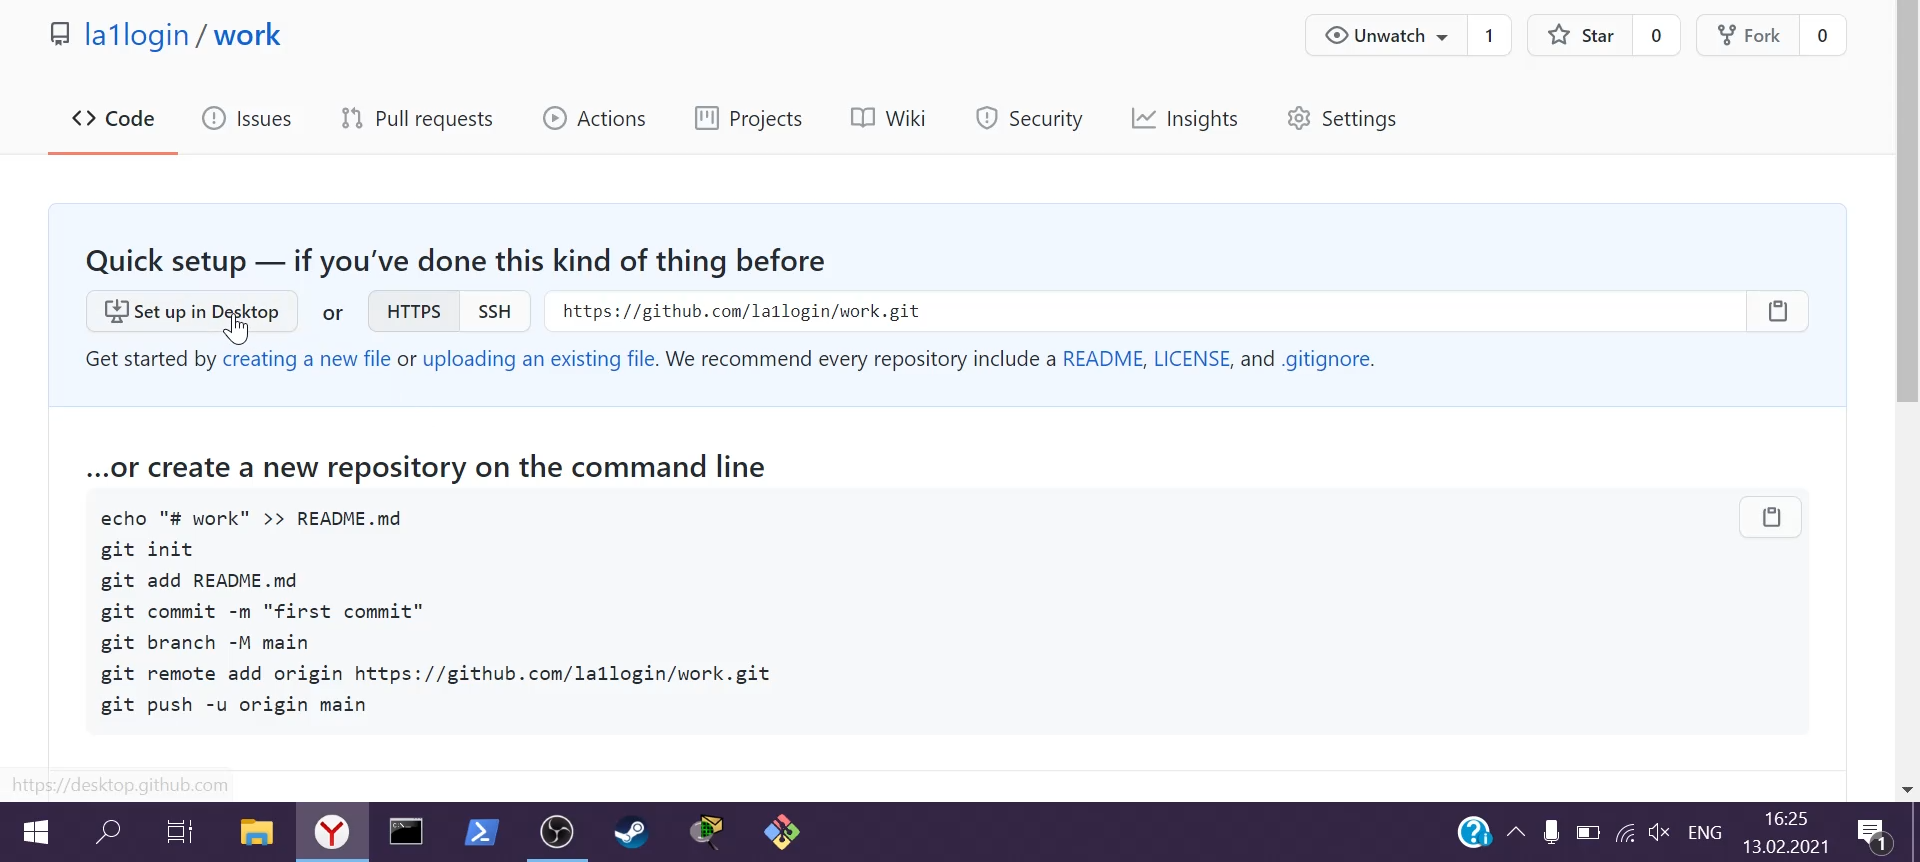 la1login / work
Unwatch 1 Star 0 Fork 0
Code Issues Pull requests Actions Projects Wiki Security Insights Settings
Quick setup — if you've done this kind of thing before
Set up in Desktop or HTTPS SSH https://github.com/la1login/work.git
Get started by creating a new file or uploading an existing file. We recommend every repository include a README, LICENSE, and .gitignore.
...or create a new repository on the command line
echo "# work" >> README.md
git init
git add README.md
git commit -m "first commit"
git branch -M main
git remote add origin https://github.com/la1login/work.git
git push -u origin main
https://desktop.github.com
ENG 16:25
13.02.2021 1